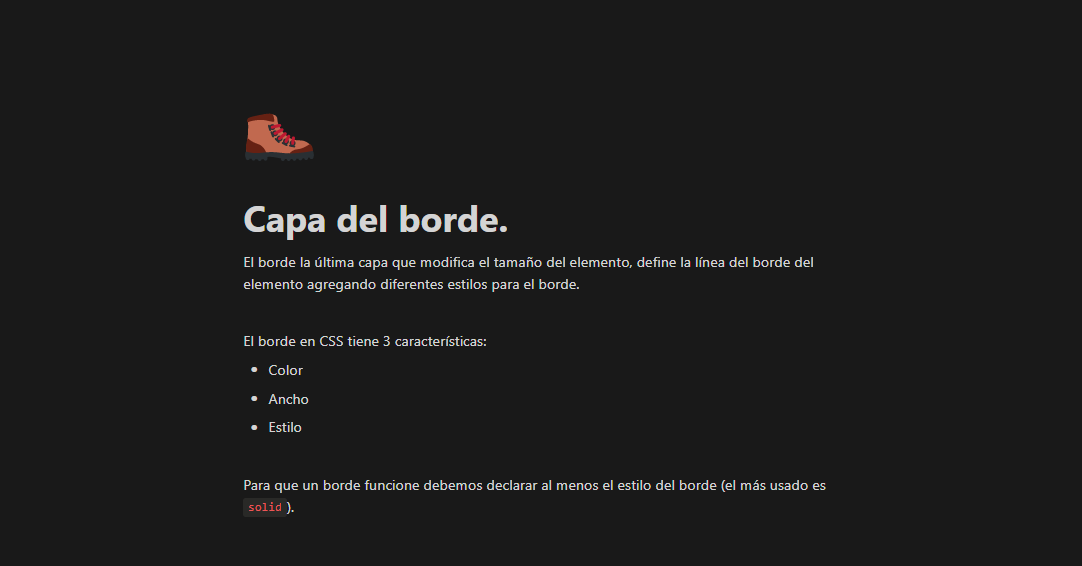 Capa del borde.
El borde la última capa que modifica el tamaño del elemento, define la línea del borde del
elemento agregando diferentes estilos para el borde.
El borde en CSS tiene 3 características:
• Color
• Ancho
• Estilo
Para que un borde funcione debemos declarar al menos el estilo del borde (el más usado es
solid).